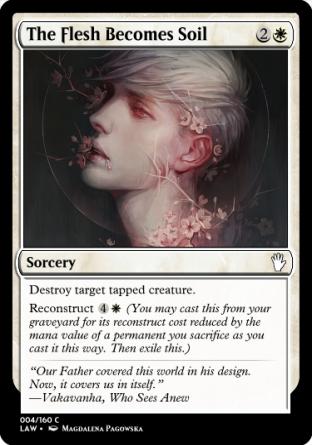 The Flesh Becomes Soil 2
Sorcery
Destroy target tapped creature.
Reconstruct 4 (You may cast this from your
graveyard for its reconstruct cost reduced by the
mana value of a permanent you sacrifice as you
cast it this way. Then exile this.)
“Our Father covered this world in his design.
Now, it covers us in itself.”
—Vakavanha, Who Sees Anew
004/160 C
LAW • Magdalena Pagowska